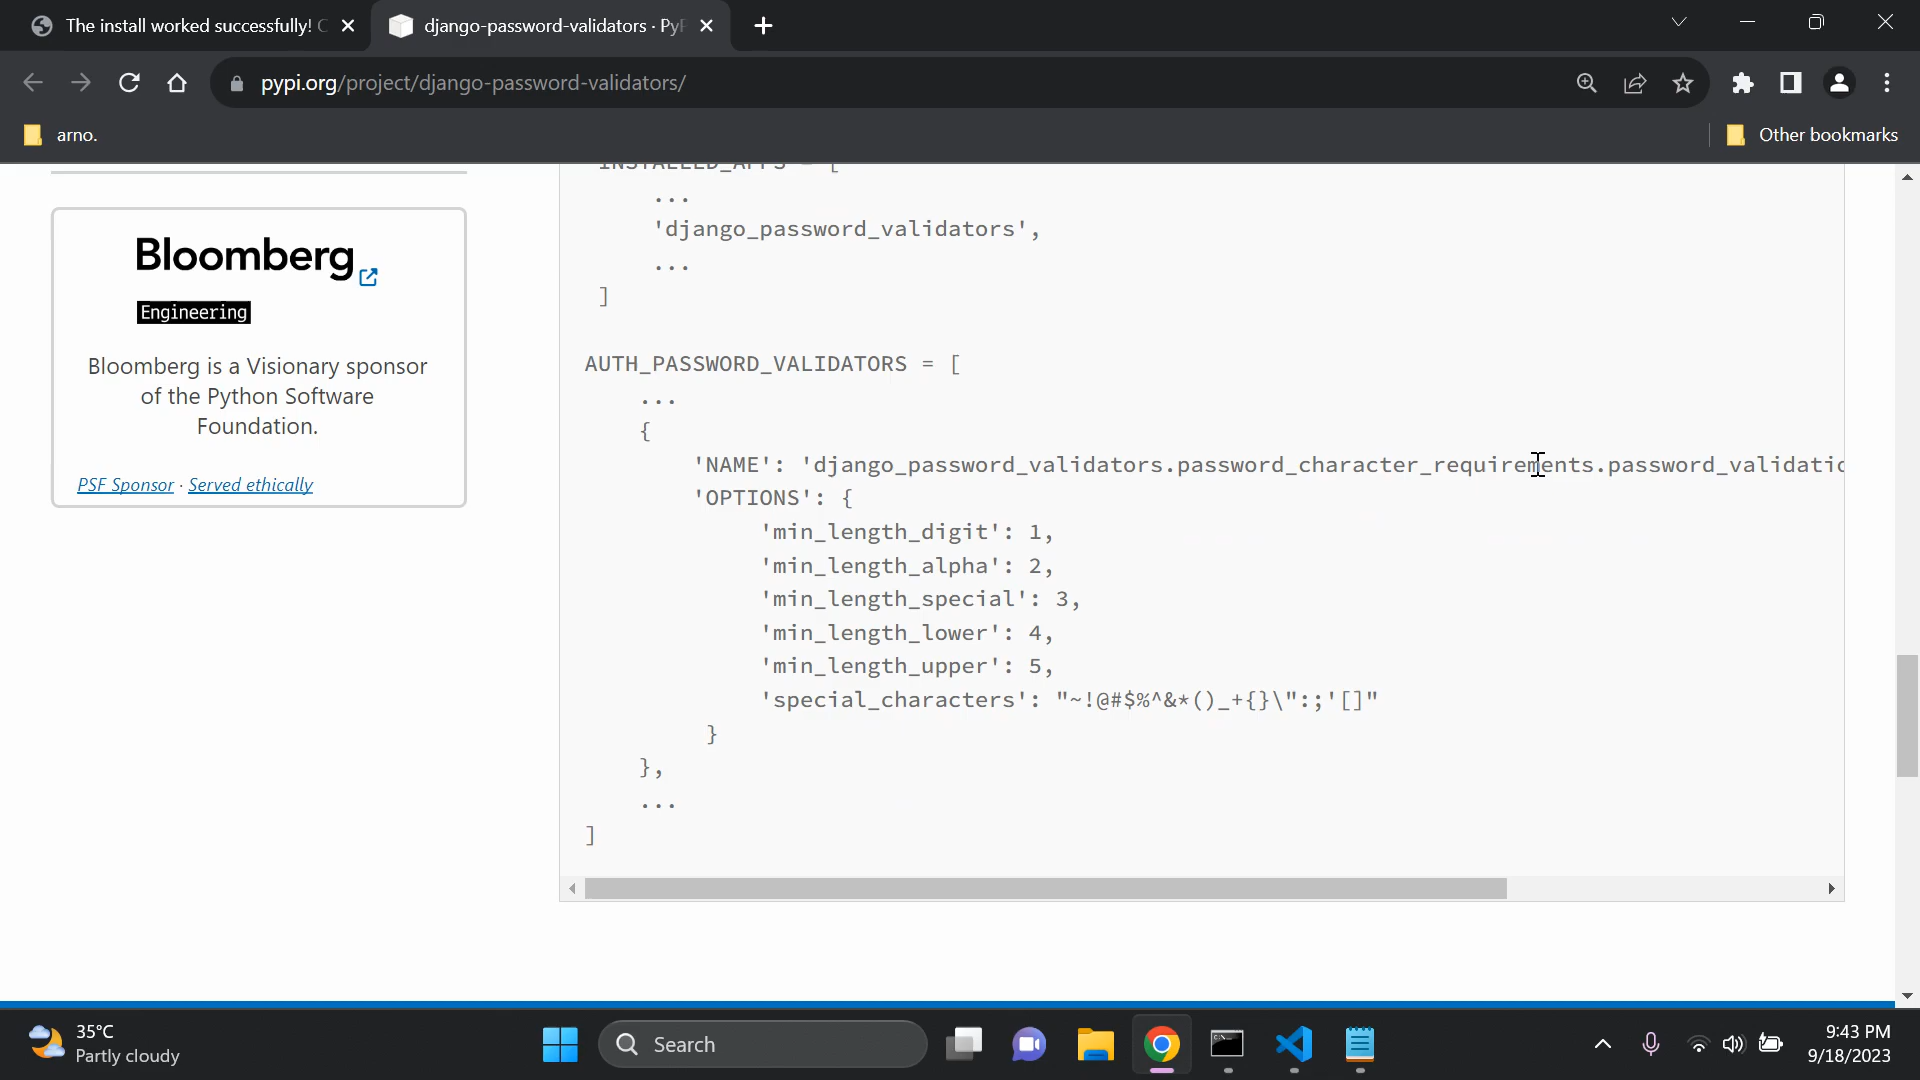 The install worked successfully!
django-password-validators · Py
pypi.org/project/django-password-validators/
arno.
Other bookmarks
Bloomberg
Engineering
Bloomberg is a Visionary sponsor
of the Python Software
Foundation.
PSF Sponsor · Served ethically
INSTALLED_APPS = [
...
'django_password_validators',
...
]
AUTH_PASSWORD_VALIDATORS = [
...
{
'NAME': 'django_password_validators.password_character_requirements.password_validatio
'OPTIONS': {
'min_length_digit': 1,
'min_length_alpha': 2,
'min_length_special': 3,
'min_length_lower': 4,
'min_length_upper': 5,
'special_characters': "~!@#$%^&*()_+{}\":;'[]"
}
},
...
]
35°C
Partly cloudy
Search
9:43 PM
9/18/2023